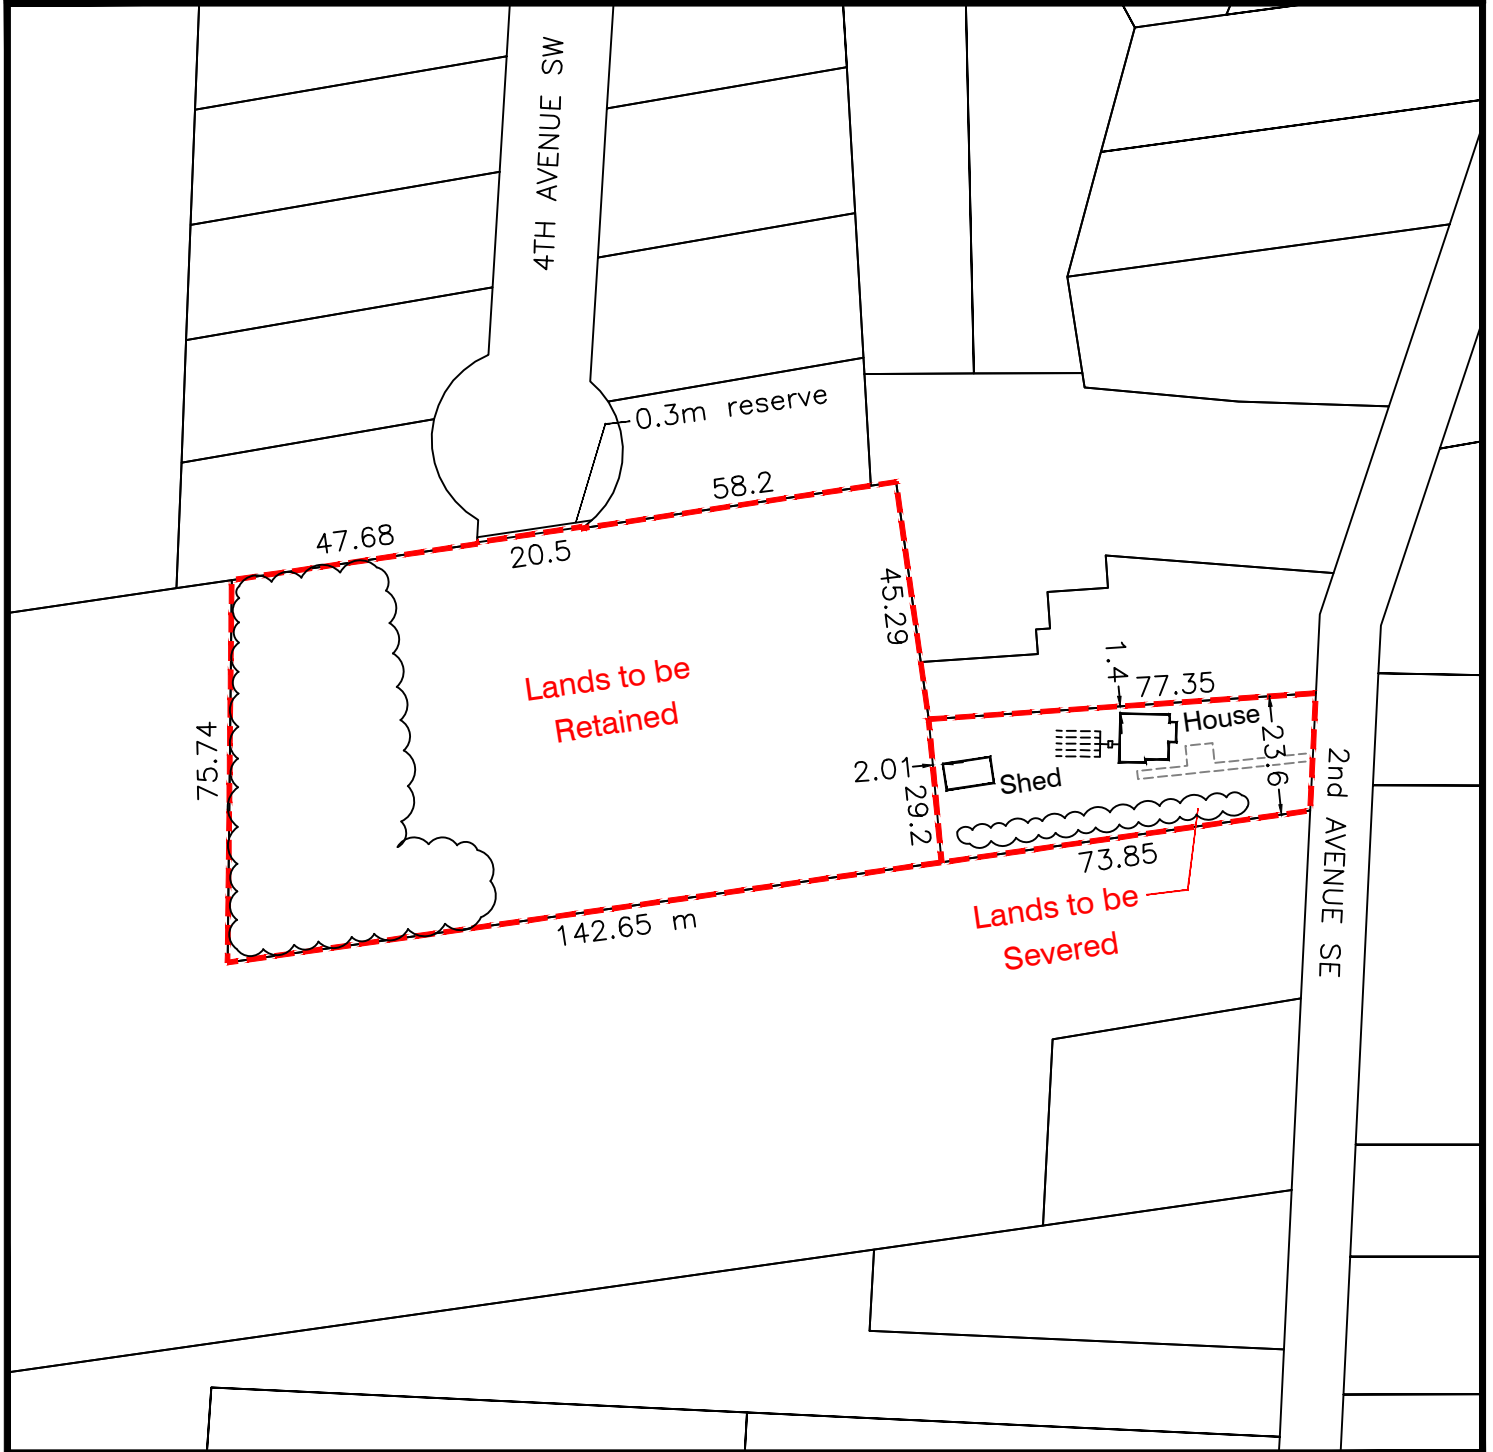 4TH AVENUE SW
0.3m reserve
58.2
47.68
20.5
45.29
Lands to be
Retained
1.4
77.35
House
23.6
75.74
2.01
Shed
29.2
2nd AVENUE SE
73.85
142.65 m
Lands to be
Severed